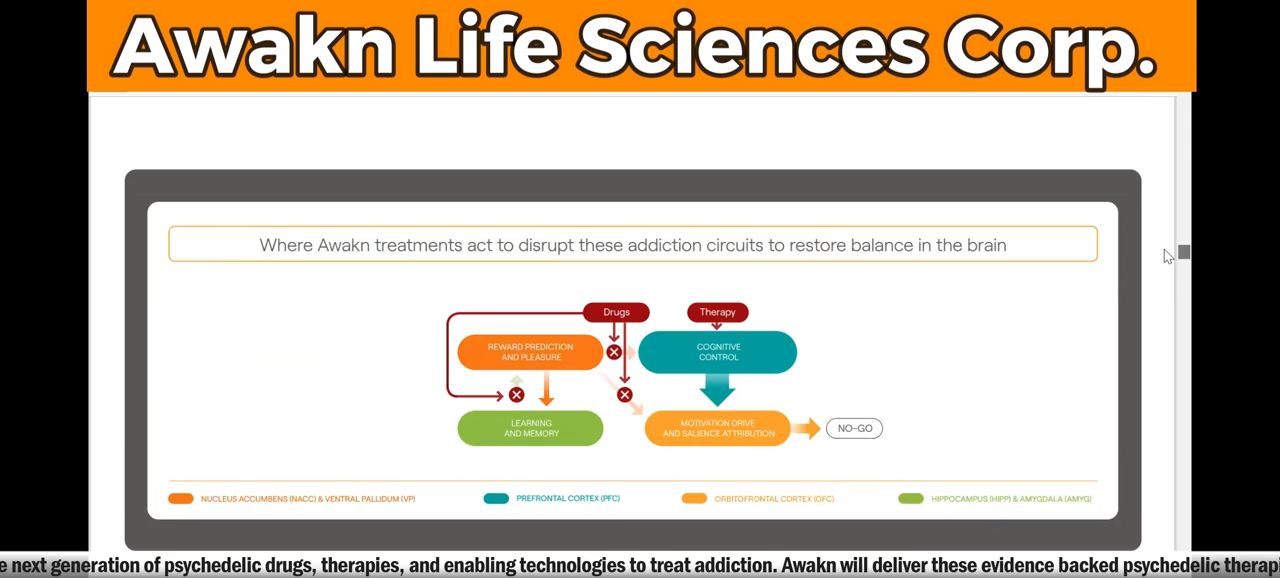 Awakn Life Sciences Corp.
Where Awakn treatments act to disrupt these addiction circuits to restore balance in the brain
Drugs
Therapy
REWARD PREDICTION
AND PLEASURE
COGNITIVE
CONTROL
LEARNING
AND MEMORY
MOTIVATION DRIVE
AND SALIENCE ATTRIBUTION
NO-GO
NUCLEUS ACCUMBENS (NACC) & VENTRAL PALLIDUM (VP)
PREFRONTAL CORTEX (PFC)
ORBITOFRONTAL CORTEX (OFC)
HIPPOCAMPUS (HIPP) & AMYGDALA (AMYG)
e next generation of psychedelic drugs, therapies, and enabling technologies to treat addiction. Awakn will deliver these evidence backed psychedelic therap